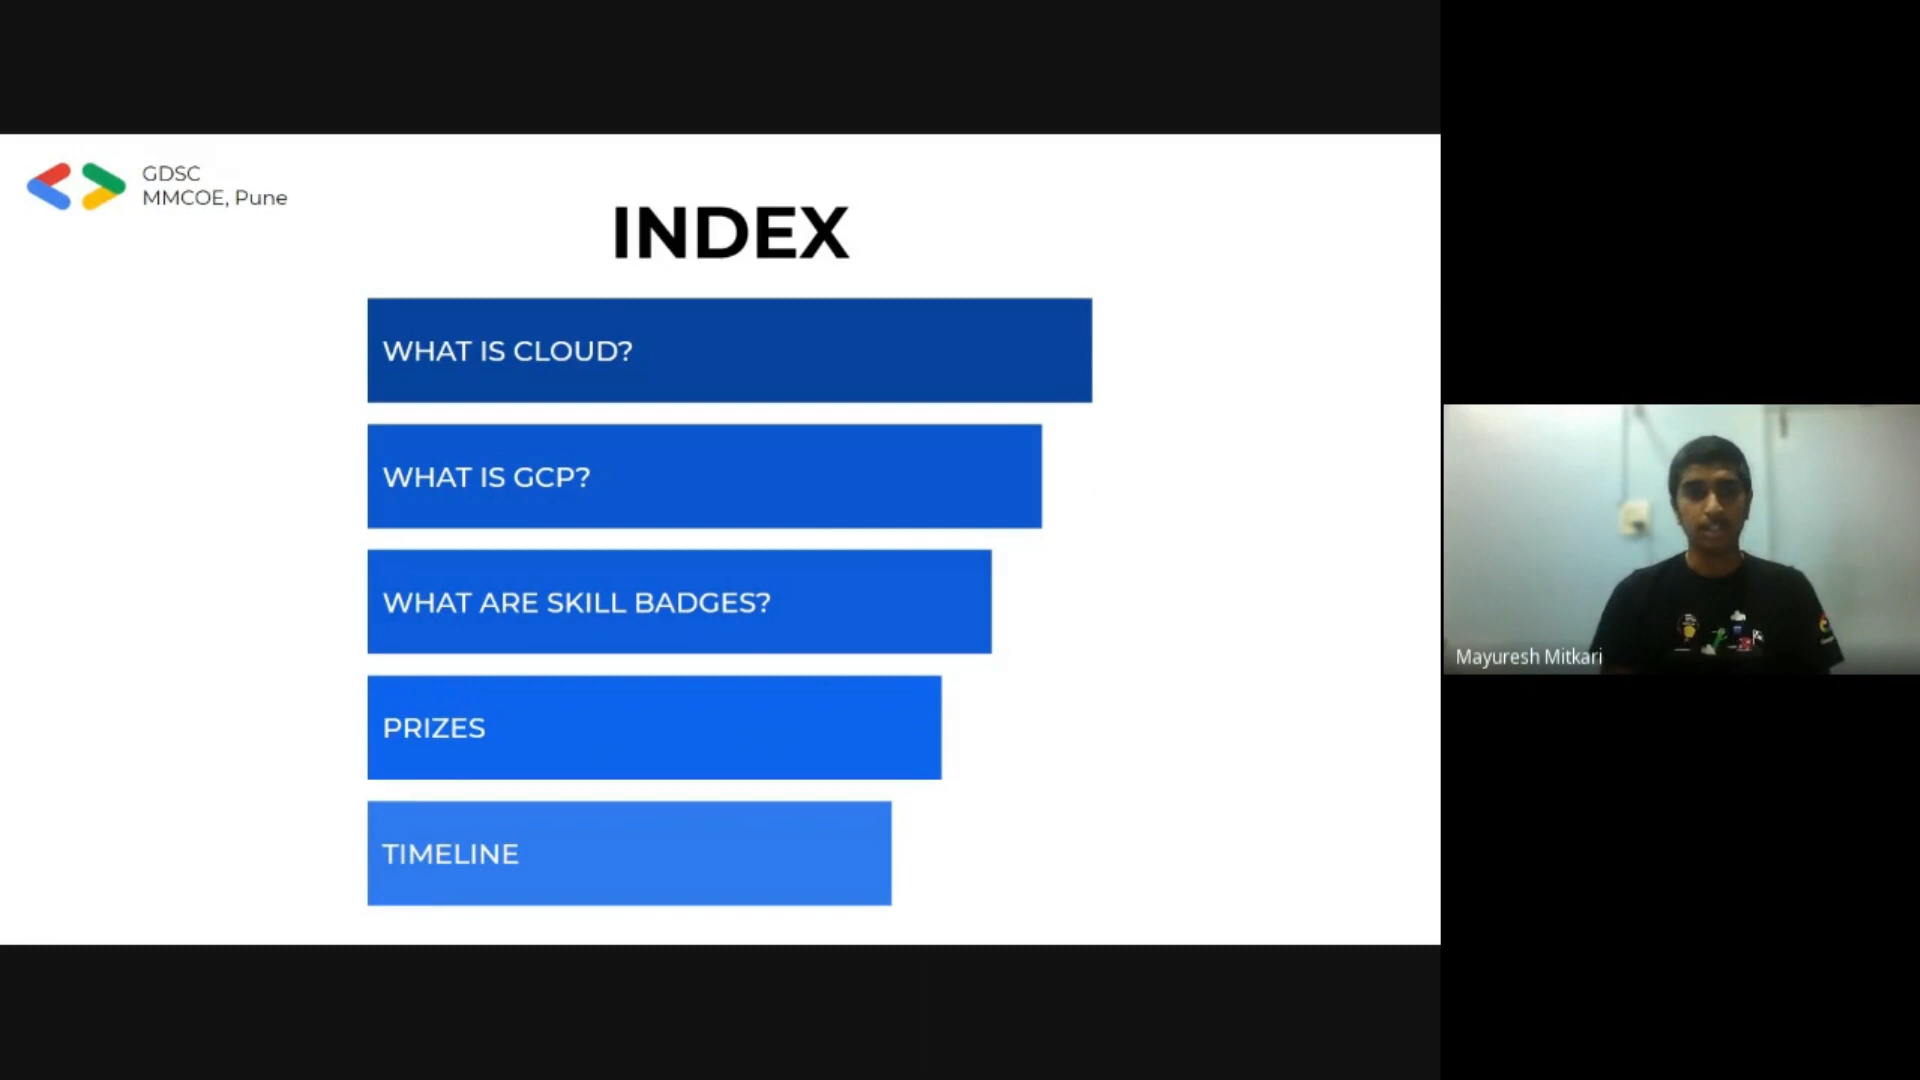 GDSC
MMCOE, Pune
INDEX
WHAT IS CLOUD?
WHAT IS GCP?
WHAT ARE SKILL BADGES?
PRIZES
TIMELINE
Mayuresh Mitkari